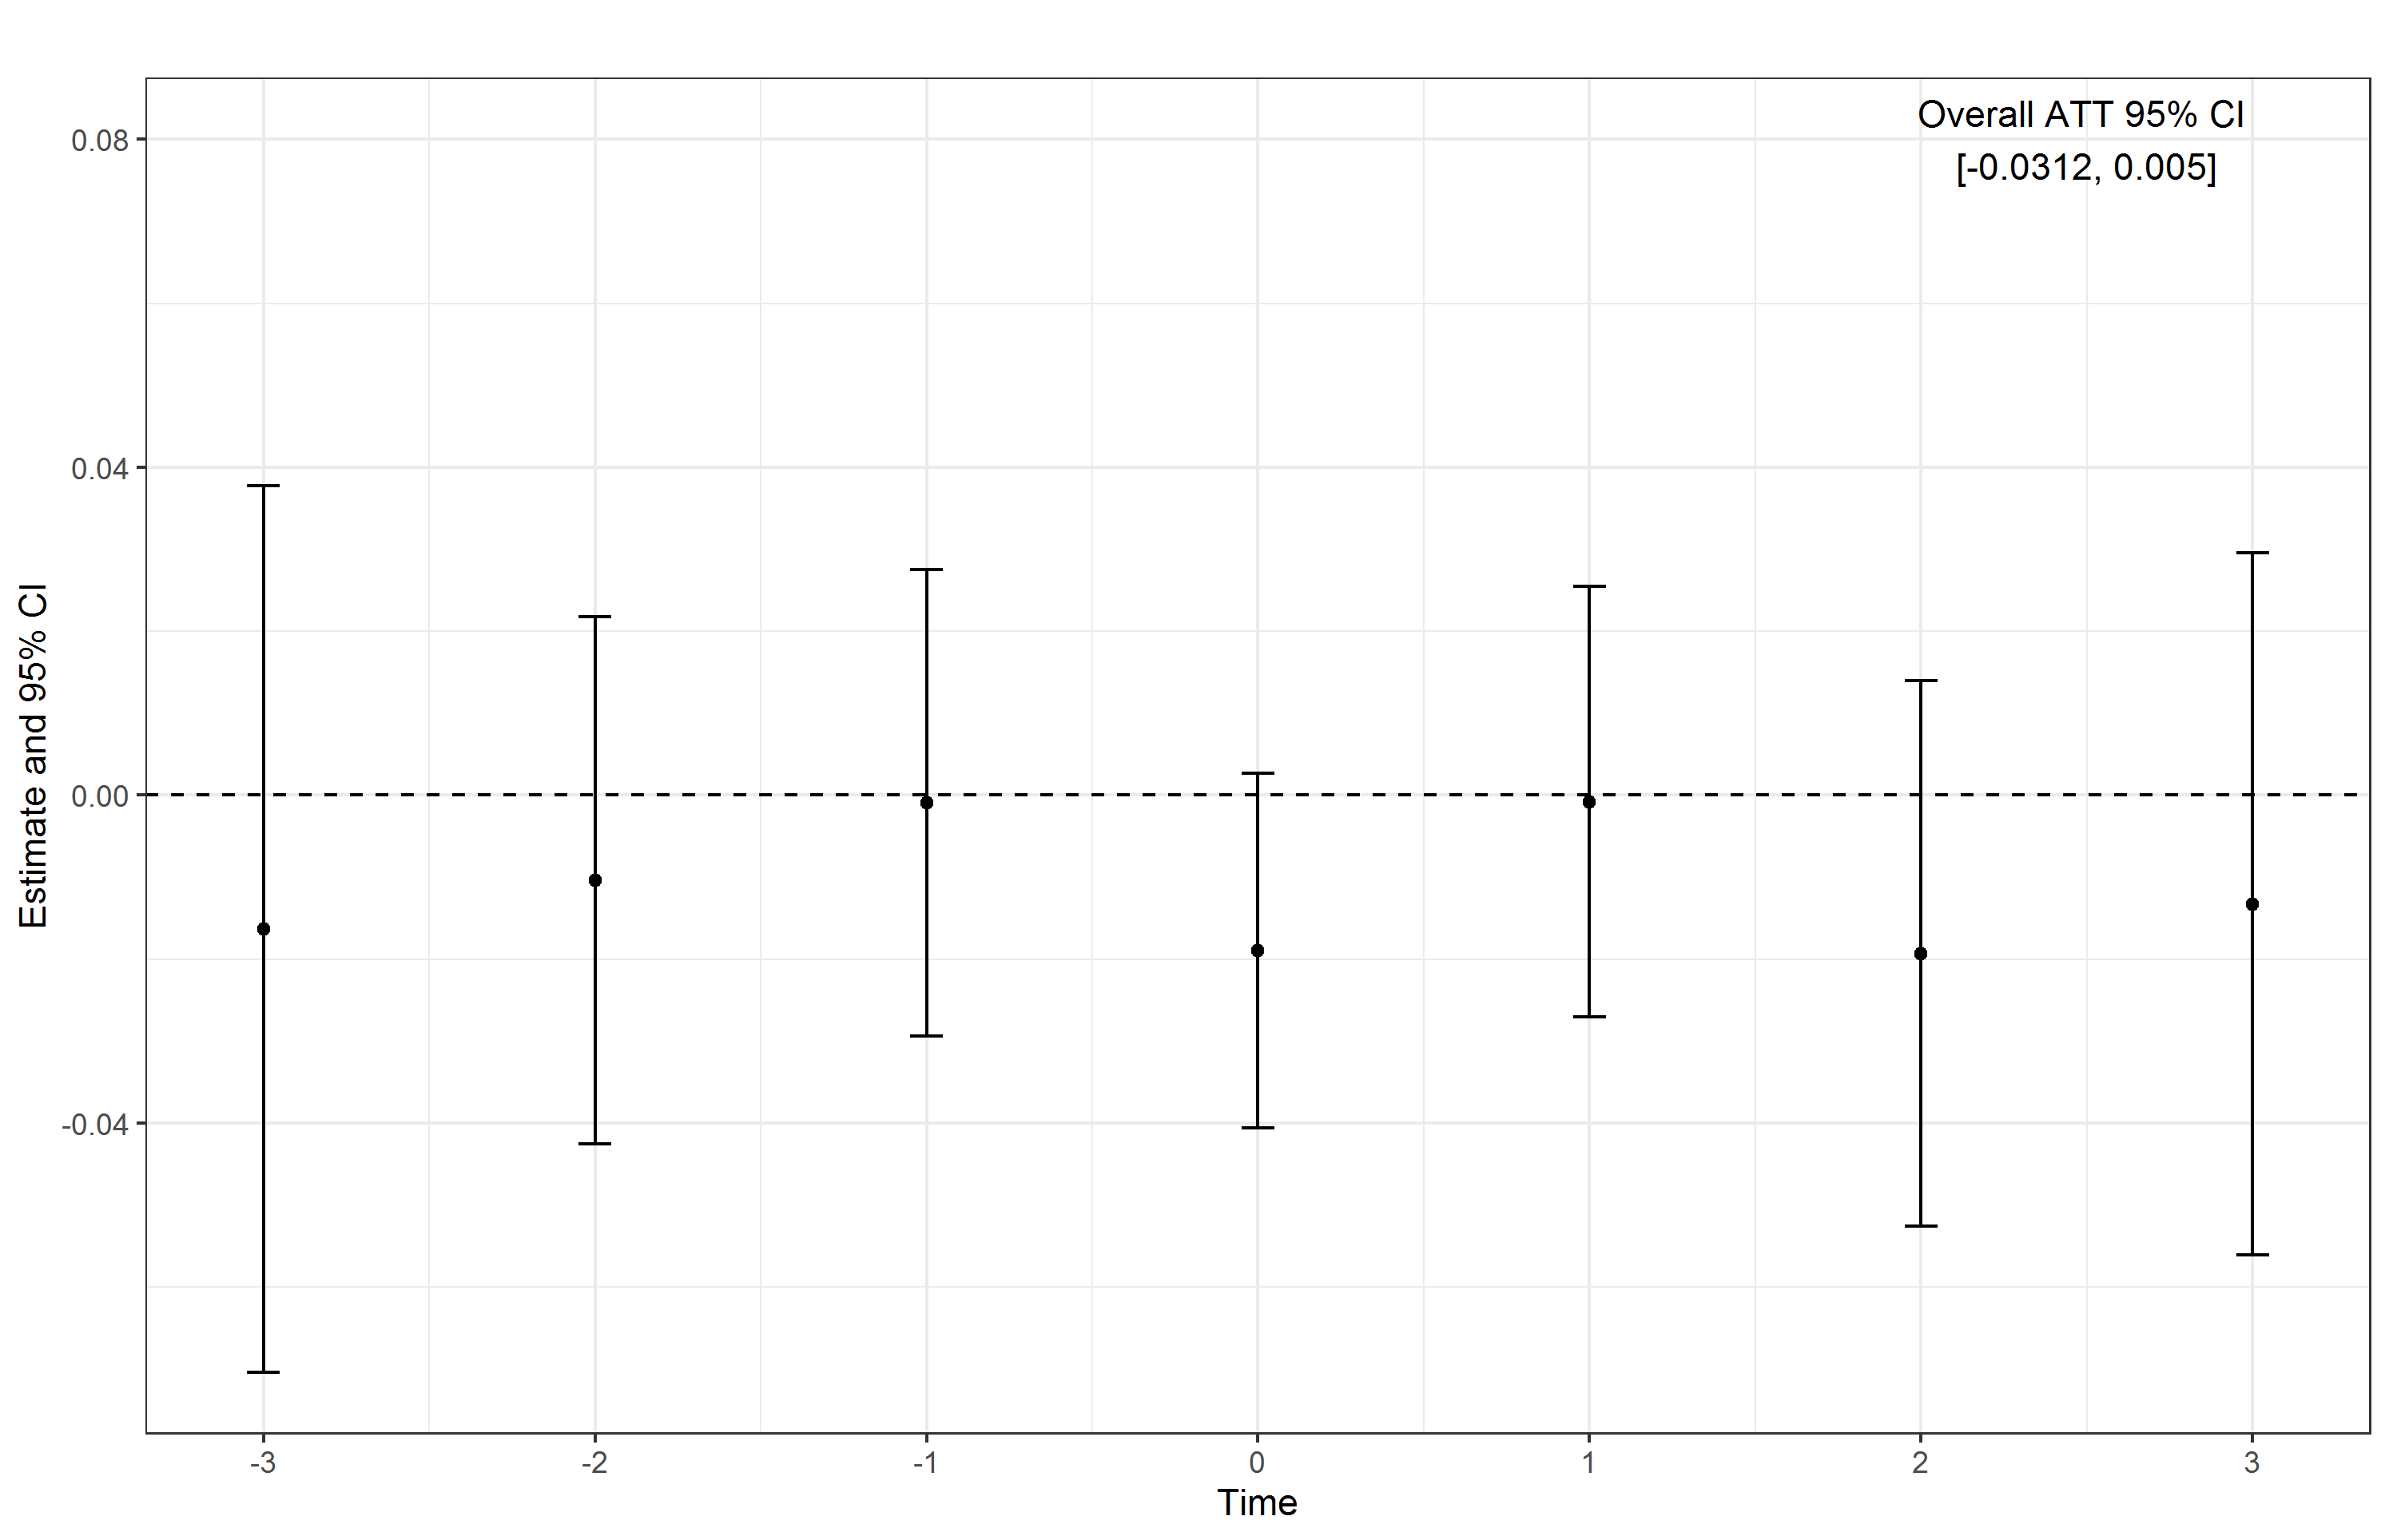 Overall ATT 95% CI
[-0.0312, 0.005]
0.08
0.04
0.00
-0.04
Estimate and 95% CI
-3 -2 -1 0 1 2 3
Time